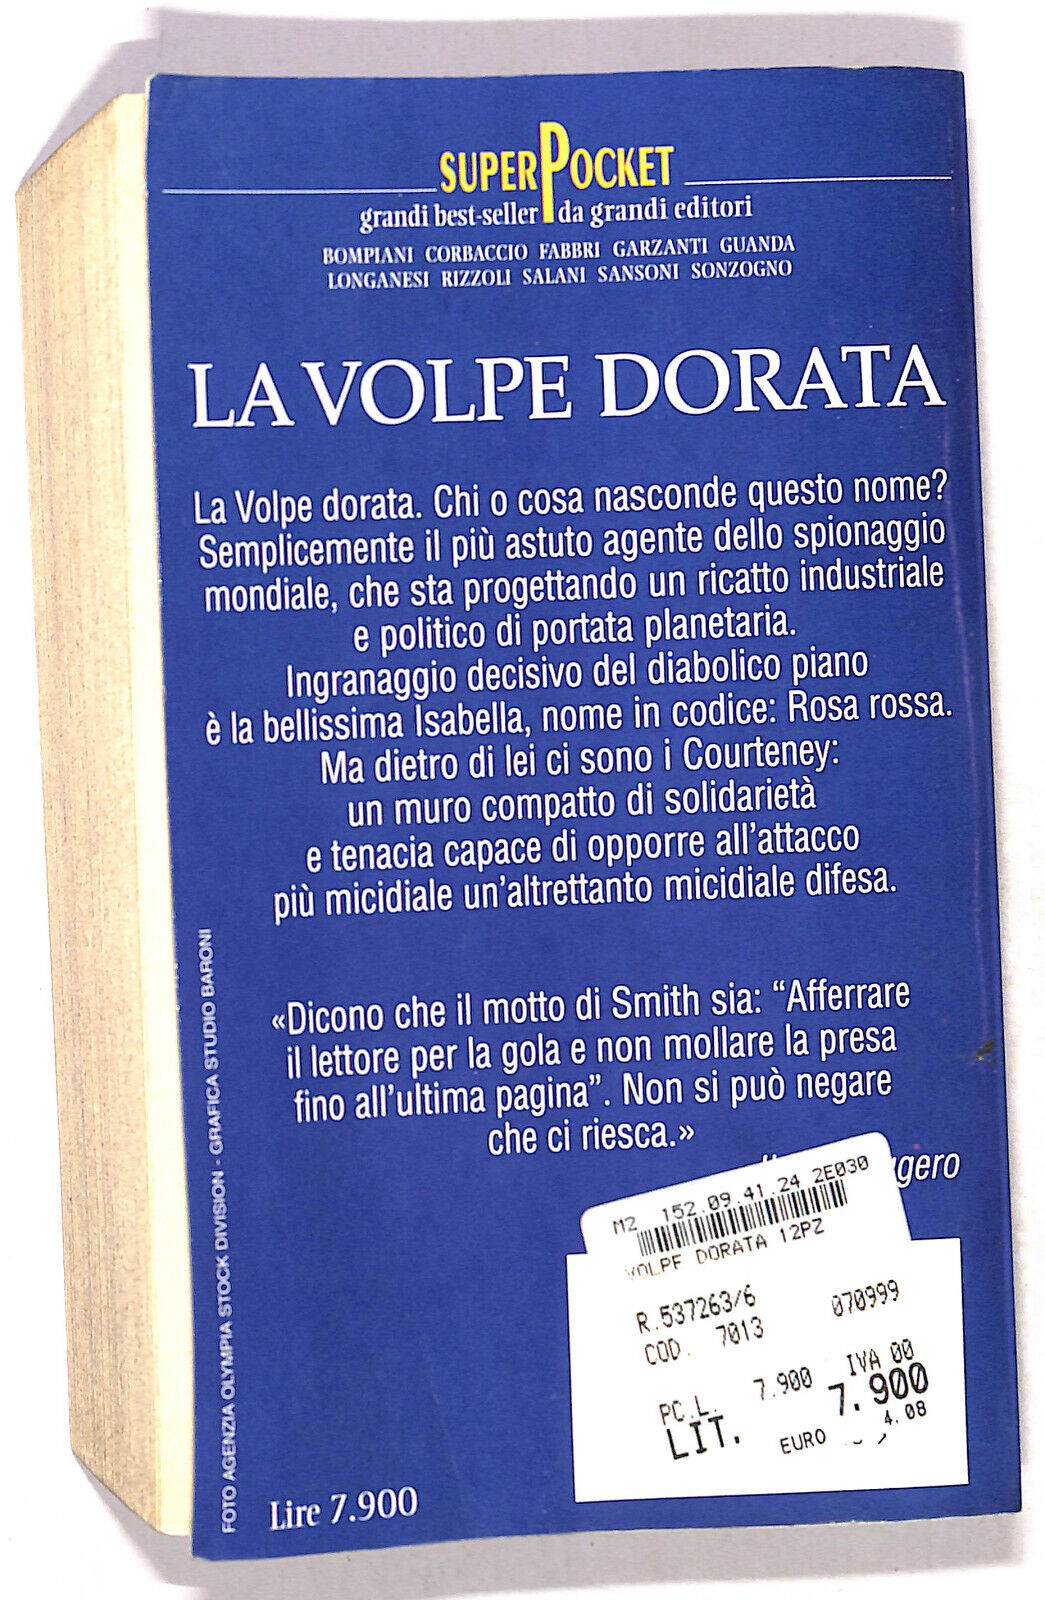 SUPERPOCKET
grandi best-seller da grandi editori
BOMPIANI CORBACCIO FABBRI GARZANTI GUANDA
LONGANESI RIZZOLI SALANI SANSONI SONZOGNO
LA VOLPE DORATA
La Volpe dorata. Chi o cosa nasconde questo nome?
Semplicemente il più astuto agente dello spionaggio
mondiale, che sta progettando un ricatto industriale
e politico di portata planetaria.
Ingranaggio decisivo del diabolico piano
è la bellissima Isabella, nome in codice: Rosa rossa.
Ma dietro di lei ci sono i Courteney:
un muro compatto di solidarietà
e tenacia capace di opporre all'attacco
più micidiale un'altrettanto micidiale difesa.
«Dicono che il motto di Smith sia: “Afferrare
il lettore per la gola e non mollare la presa
fino all'ultima pagina”. Non si può negare
che ci riesca.»
FOTO AGENZIA OLYMPIA STOCK DIVISION - GRAFICA STUDIO BARONI
M2 152.09.41.24 2E030
VOLPE DORATA 12PZ
R.537263/6 070999
COD. 7013
PC.L. 7.900 IVA 00
LIT. 7.900
EURO 4.08
Lire 7.900